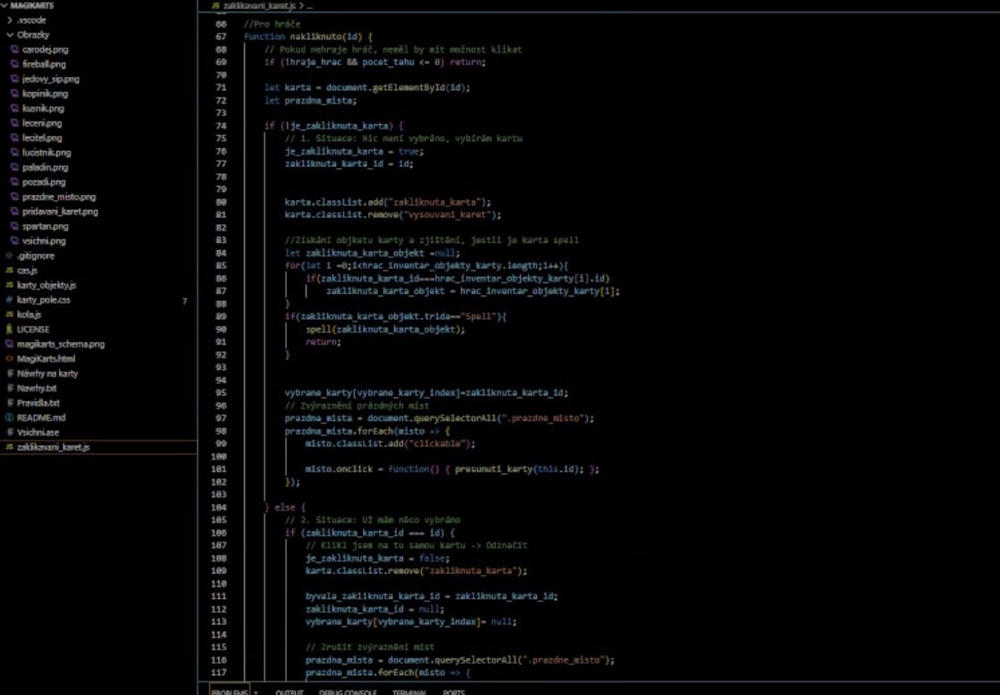 MAGIKARTS
.vscode
Obrazky
carodej.png
fireball.png
jedovy_sip.png
kopinik.png
kusnik.png
leceni.png
lecitel.png
lucistnik.png
paladin.png
pozadi.png
prazdne_misto.png
pridavani_karet.png
spartan.png
vsichni.png
.gitignore
cas.js
karty_objekty.js
karty_pole.css 7
kola.js
LICENSE
magikarts_schema.png
MagiKarts.html
Návrhy na karty
Navrhy.txt
Pravidla.txt
README.md
Vsichni.ase
zaklikavani_karet.js
zaklikavani_karet.js > ...
66 //Pro hráče
67 function nakliknuto(id) {
68 // Pokud nehraje hráč, neměl by mít možnost klikat
69 if (!hraje_hrac && pocet_tahu <= 0) return;
70
71 let karta = document.getElementById(id);
72 let prazdna_mista;
73
74 if (!je_zakliknuta_karta) {
75 // 1. Situace: Nic není vybráno, vybírám kartu
76 je_zakliknuta_karta = true;
77 zakliknuta_karta_id = id;
78
79
80 karta.classList.add("zakliknuta_karta");
81 karta.classList.remove("vysouvani_karet");
82
83 //Získání objketu karty a zjištění, jestli je karta spell
84 let zakliknuta_karta_objekt =null;
85 for(let i =0;i<hrac_inventar_objekty_karty.length;i++){
86 if(zakliknuta_karta_id===hrac_inventar_objekty_karty[i].id)
87 zakliknuta_karta_objekt = hrac_inventar_objekty_karty[i];
88 }
89 if(zakliknuta_karta_objekt.trida=="Spell"){
90 spell(zakliknuta_karta_objekt);
91 return;
92 }
93
94
95 vybrane_karty[vybrane_karty_index]=zakliknuta_karta_id;
96 // Zvýraznění prázdných míst
97 prazdna_mista = document.querySelectorAll(".prazdne_misto");
98 prazdna_mista.forEach(misto => {
99 misto.classList.add("clickable");
100
101 misto.onclick = function() { presunuti_karty(this.id); };
102 });
103
104 } else {
105 // 2. Situace: Už mám něco vybráno
106 if (zakliknuta_karta_id === id) {
107 // Klikl jsem na tu samou kartu -> Odznačit
108 je_zakliknuta_karta = false;
109 karta.classList.remove("zakliknuta_karta");
110
111 byvala_zakliknuta_karta_id = zakliknuta_karta_id;
112 zakliknuta_karta_id = null;
113 vybrane_karty[vybrane_karty_index]= null;
114
115 // Zrušit zvýraznění míst
116 prazdna_mista = document.querySelectorAll(".prazdne_misto");
117 prazdna_mista.forEach(misto => {
PROBLEMS 7 OUTPUT DEBUG CONSOLE TERMINAL PORTS